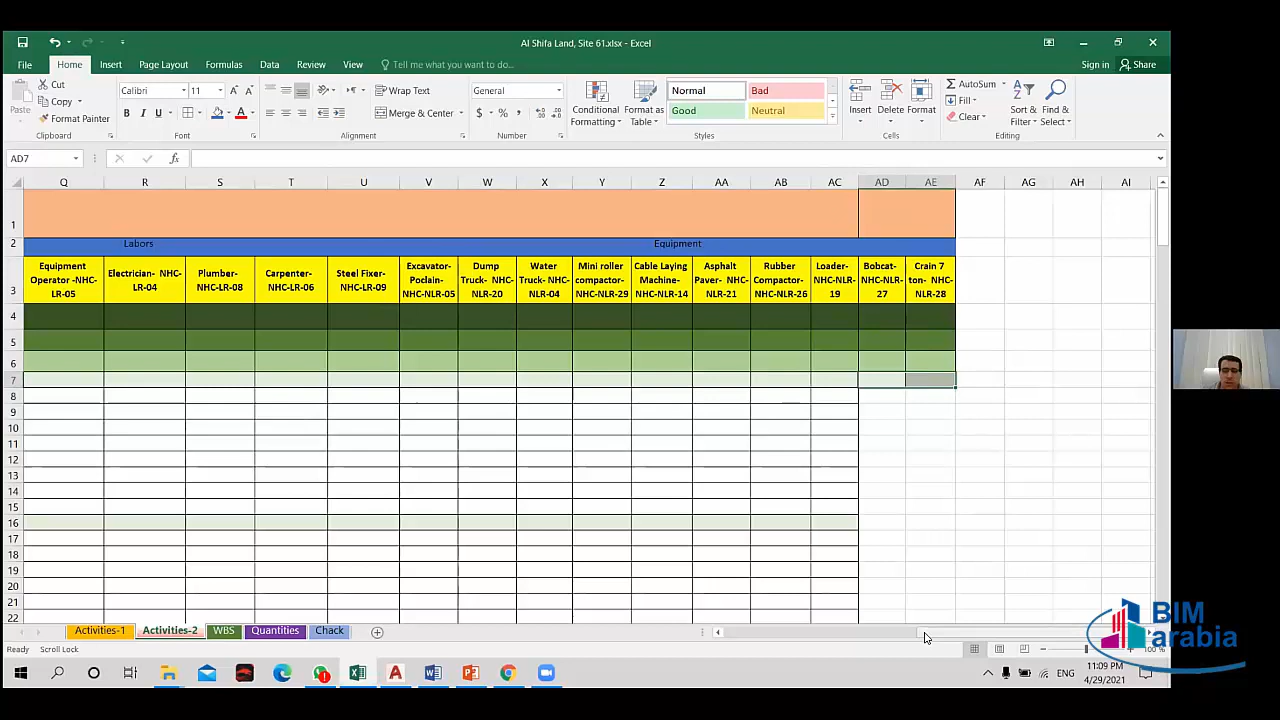 Al Shifa Land, Site 61.xlsx - Excel
File Home Insert Page Layout Formulas Data Review View Tell me what you want to do... Sign in Share
Paste Cut Calibri 11 Wrap Text General Conditional Formatting Format as Table Normal Bad Insert Delete Format AutoSum Sort & Filter Find & Select
Copy Merge & Center Good Neutral Fill
Format Painter Clear
Clipboard Font Alignment Number Styles Cells Editing
AD7
Q R S T U V W X Y Z AA AB AC AD AE AF AG AH AI
1
2 Labors Equipment
3 Equipment Operator -NHC-LR-05 Electrician- NHC-LR-04 Plumber- NHC-LR-08 Carpenter- NHC-LR-06 Steel Fixer- NHC-LR-09 Excavator- Poclain- NHC-NLR-05 Dump Truck- NHC-NLR-20 Water Truck- NHC-NLR-04 Mini roller compactor- NHC-NLR-29 Cable Laying Machine- NHC-NLR-14 Asphalt Paver- NHC-NLR-21 Rubber Compactor- NHC-NLR-26 Loader- NHC-NLR-19 Bobcat- NHC-NLR-27 Crain 7 ton- NHC-NLR-28
4
5
6
7
8
9
10
11
12
13
14
15
16
17
18
19
20
21
22
Activities-1 Activities-2 WBS Quantities Chack
Ready Scroll Lock 100 %
ENG 11:09 PM
4/29/2021
BIM
arabia